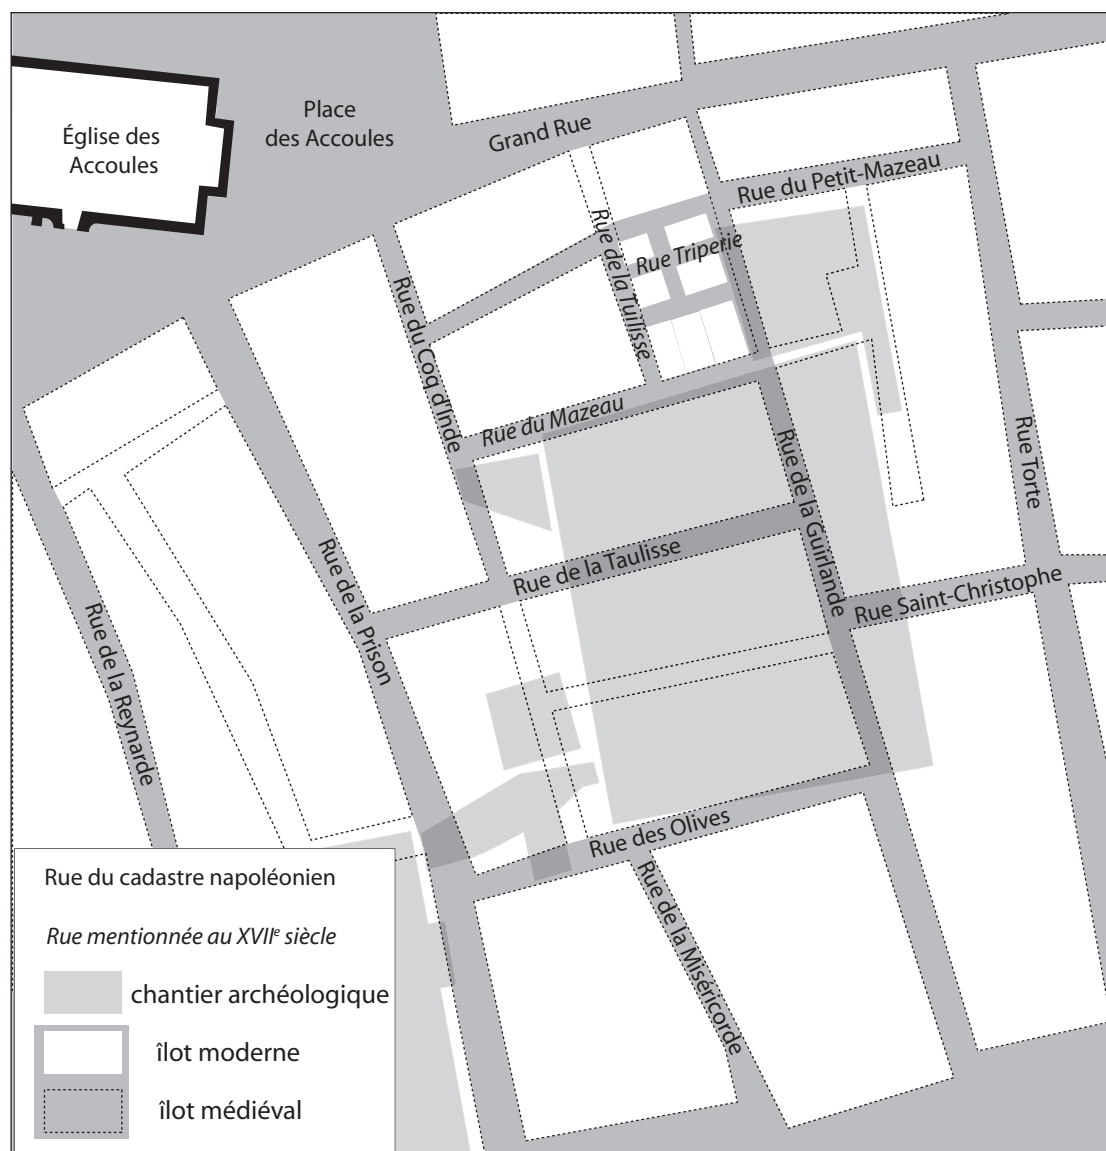 Place
des Accoules
Église des
Accoules
Grand Rue
Rue du Petit-Mazeau
Rue de la Tuilisse
Rue Triperie
Rue du Coq d'Inde
Rue du Mazeau
Rue Torte
Rue de la Guirlande
Rue de la Prison
Rue de la Taulisse
Rue Saint-Christophe
Rue de la Reynarde
Rue des Olives
Rue de la Miséricorde
Rue du cadastre napoléonien
Rue mentionnée au XVIIe siècle
chantier archéologique
îlot moderne
îlot médiéval